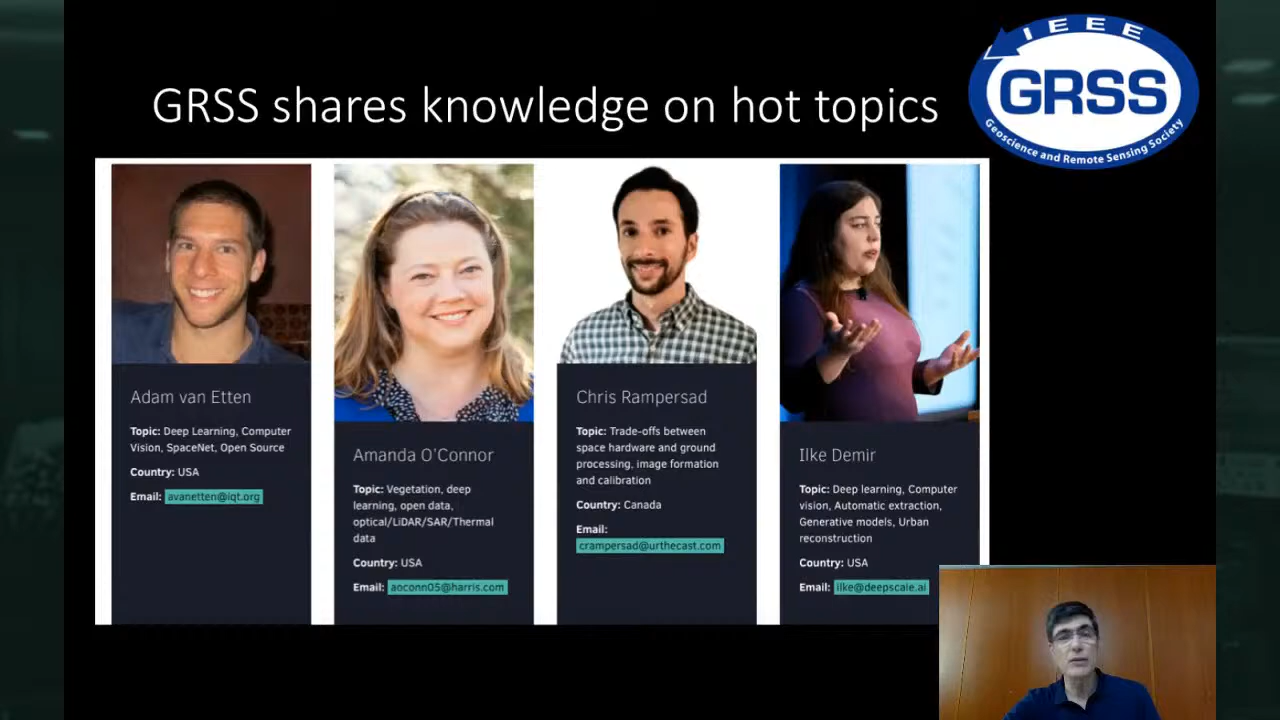 GRSS shares knowledge on hot topics
IEEE
GRSS
Geoscience and Remote Sensing Society
Adam van Etten
Topic: Deep Learning, Computer
Vision, SpaceNet, Open Source
Country: USA
Email: avanetten@iqt.org
Amanda O'Connor
Topic: Vegetation, deep
learning, open data,
optical/LiDAR/SAR/Thermal
data
Country: USA
Email: aoconn05@harris.com
Chris Rampersad
Topic: Trade-offs between
space hardware and ground
processing, image formation
and calibration
Country: Canada
Email:
crampersad@urthecast.com
Ilke Demir
Topic: Deep learning, Computer
vision, Automatic extraction,
Generative models, Urban
reconstruction
Country: USA
Email: ilke@deepscale.ai